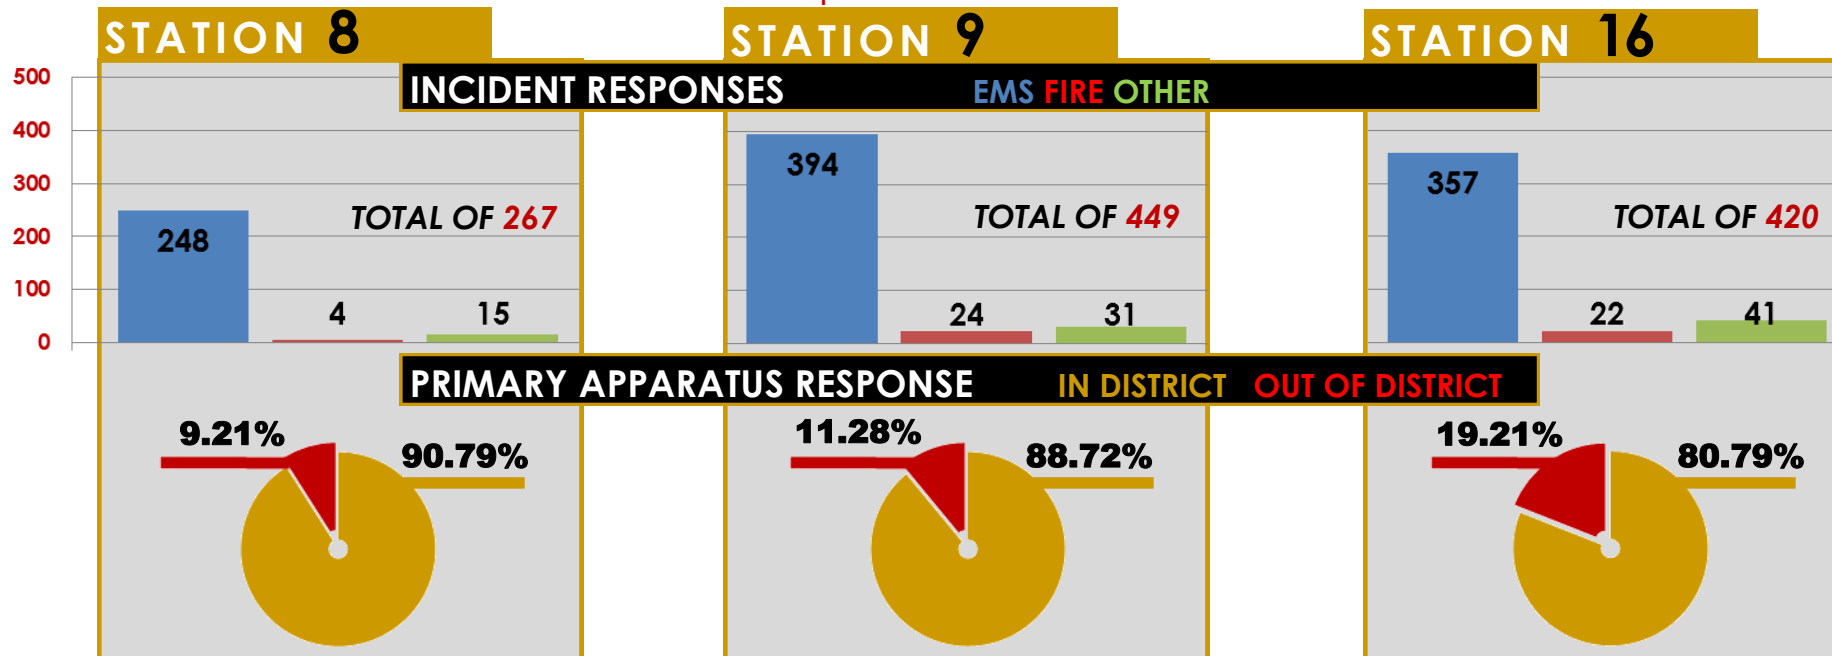 STATION 8
STATION 9
STATION 16
INCIDENT RESPONSES EMS FIRE OTHER
500
400
300
200
100
0
248
4
15
TOTAL OF 267
394
24
31
TOTAL OF 449
357
22
41
TOTAL OF 420
PRIMARY APPARATUS RESPONSE IN DISTRICT OUT OF DISTRICT
9.21%
90.79%
11.28%
88.72%
19.21%
80.79%